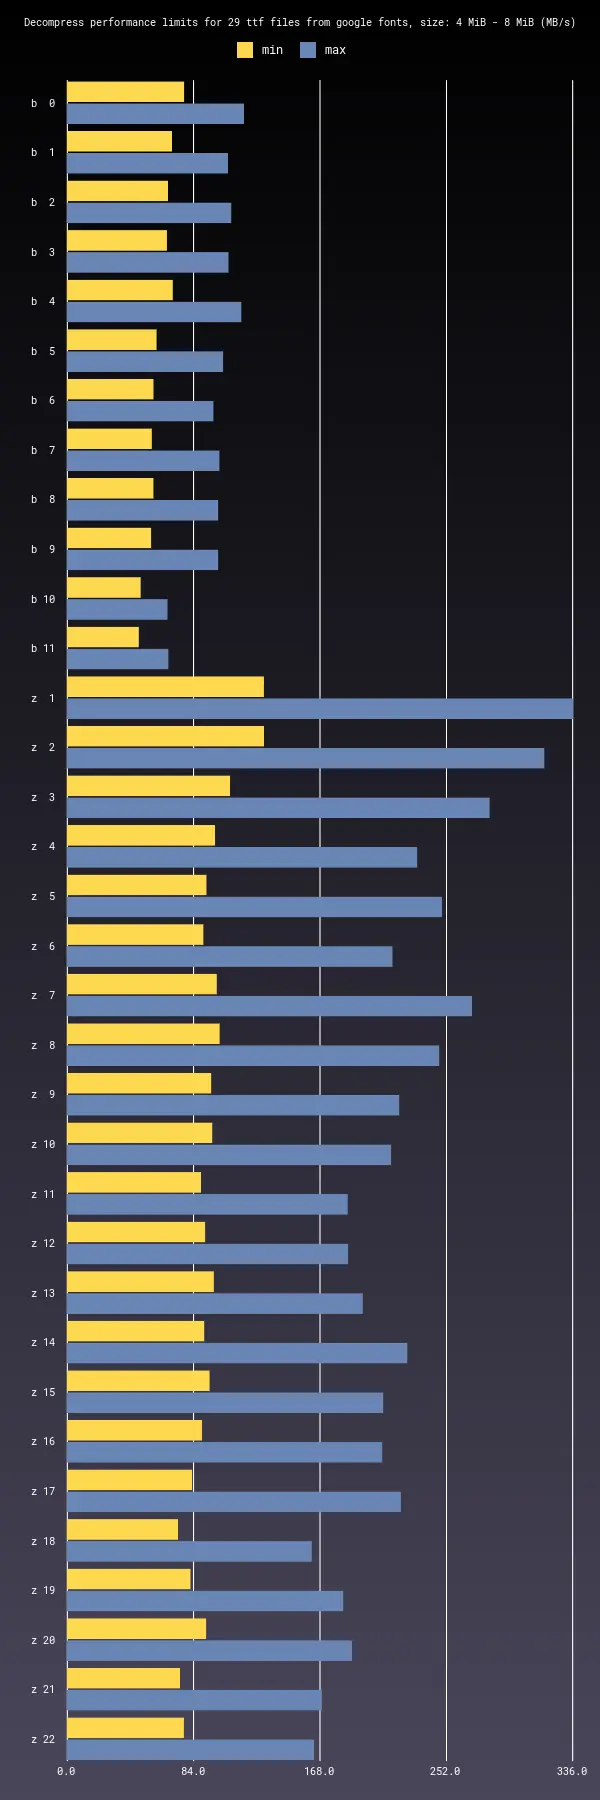 Decompress performance limits for 29 ttf files from google fonts, size: 4 MiB - 8 MiB (MB/s)
min max
b 0
b 1
b 2
b 3
b 4
b 5
b 6
b 7
b 8
b 9
b 10
b 11
z 1
z 2
z 3
z 4
z 5
z 6
z 7
z 8
z 9
z 10
z 11
z 12
z 13
z 14
z 15
z 16
z 17
z 18
z 19
z 20
z 21
z 22
0.0 84.0 168.0 252.0 336.0